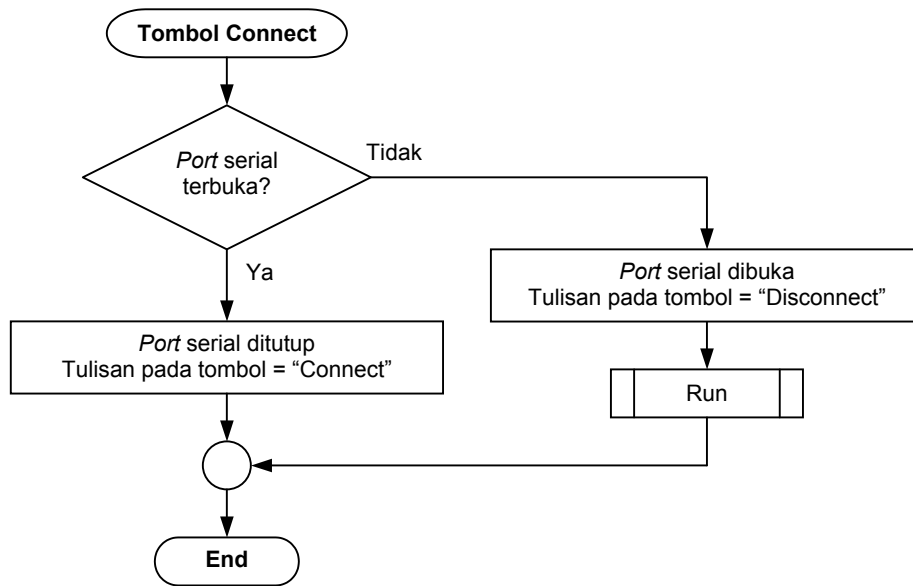 Tombol Connect
Port serial
terbuka?
Tidak
Ya
Port serial dibuka
Tulisan pada tombol = “Disconnect”
Port serial ditutup
Tulisan pada tombol = “Connect”
Run
End